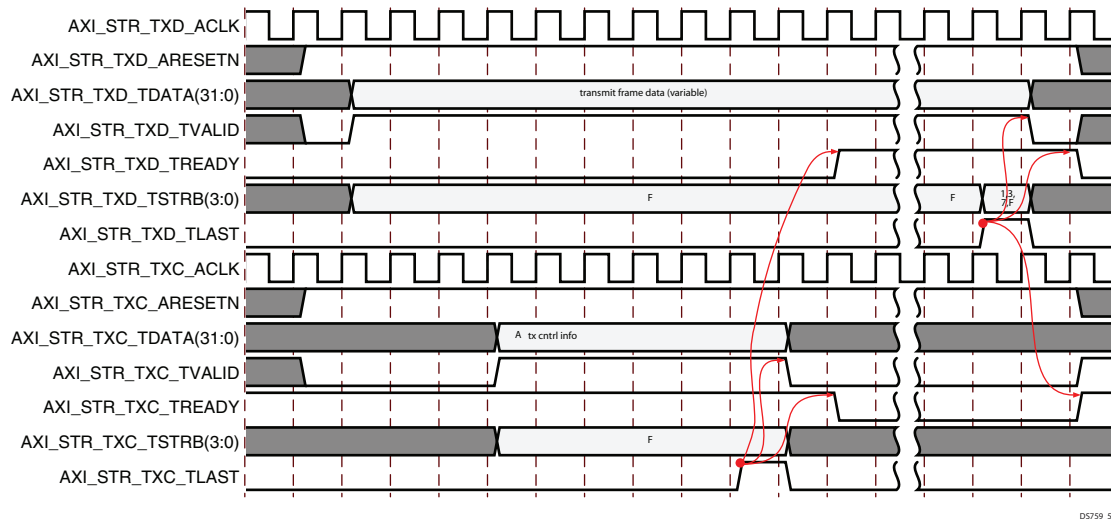 AXI_STR_TXD_ACLK
AXI_STR_TXD_ARESETN
AXI_STR_TXD_TDATA(31:0)
transmit frame data (variable)
AXI_STR_TXD_TVALID
AXI_STR_TXD_TREADY
AXI_STR_TXD_TSTRB(3:0)
F
F
1,3,
7,F
AXI_STR_TXD_TLAST
AXI_STR_TXC_ACLK
AXI_STR_TXC_ARESETN
AXI_STR_TXC_TDATA(31:0)
A tx cntrl info
AXI_STR_TXC_TVALID
AXI_STR_TXC_TREADY
AXI_STR_TXC_TSTRB(3:0)
F
AXI_STR_TXC_TLAST
DS759_5